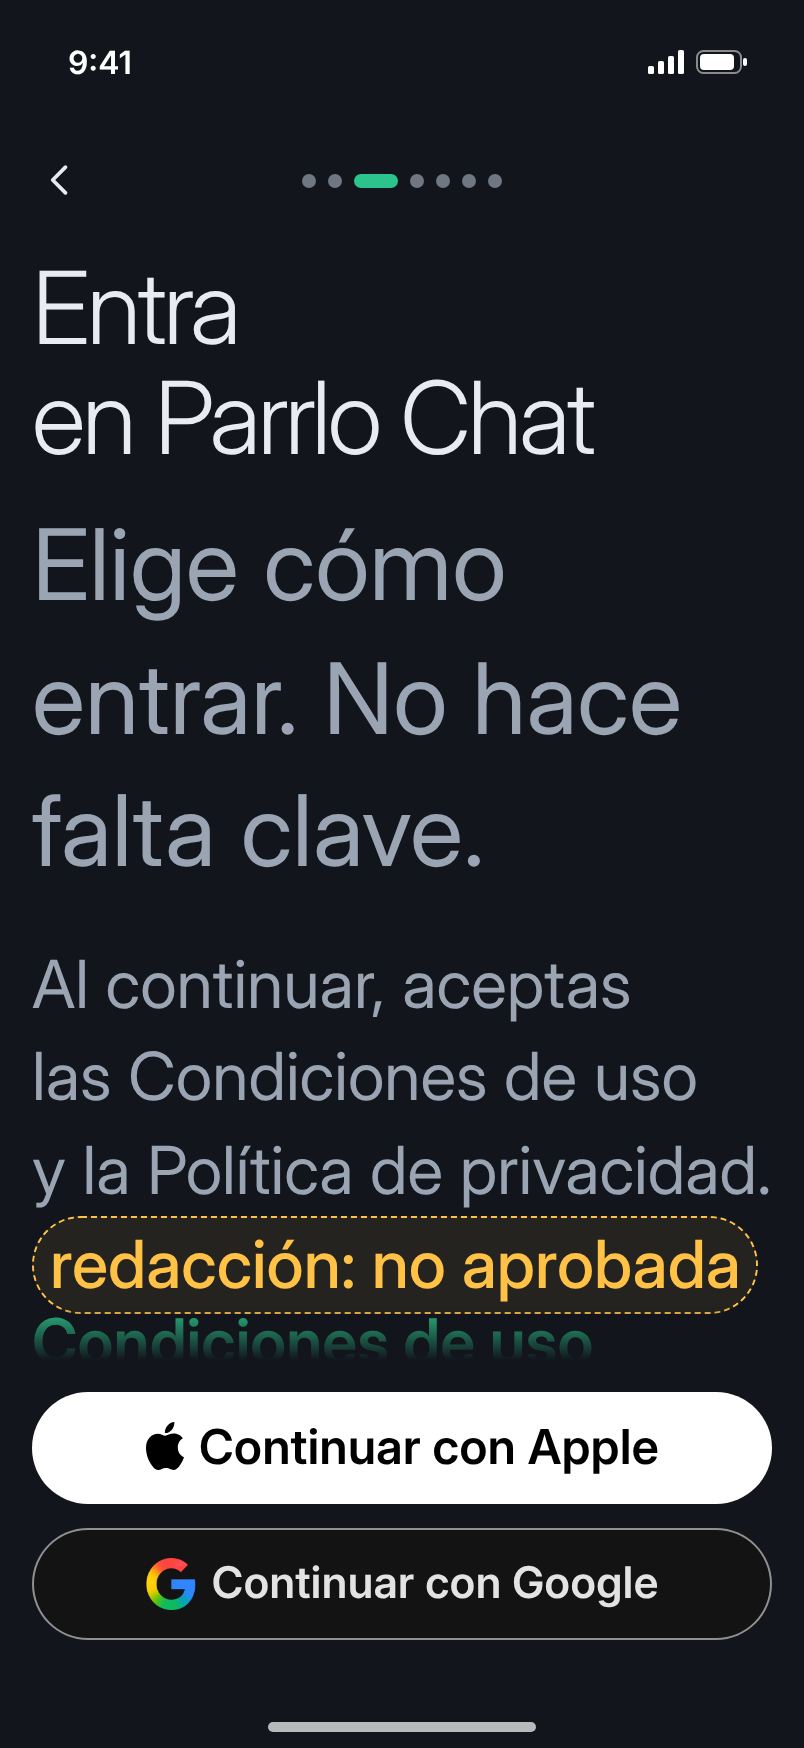 9:41
Entra
en Parrlo Chat
Elige cómo
entrar. No hace
falta clave.
Al continuar, aceptas
las Condiciones de uso
y la Política de privacidad.
redacción: no aprobada
Condiciones de uso
Continuar con Apple
Continuar con Google